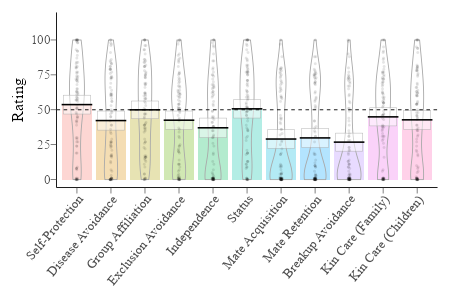 100
75
50
25
0
Rating
Self-Protection
Disease Avoidance
Group Affiliation
Exclusion Avoidance
Independence
Status
Mate Acquisition
Mate Retention
Breakup Avoidance
Kin Care (Family)
Kin Care (Children)